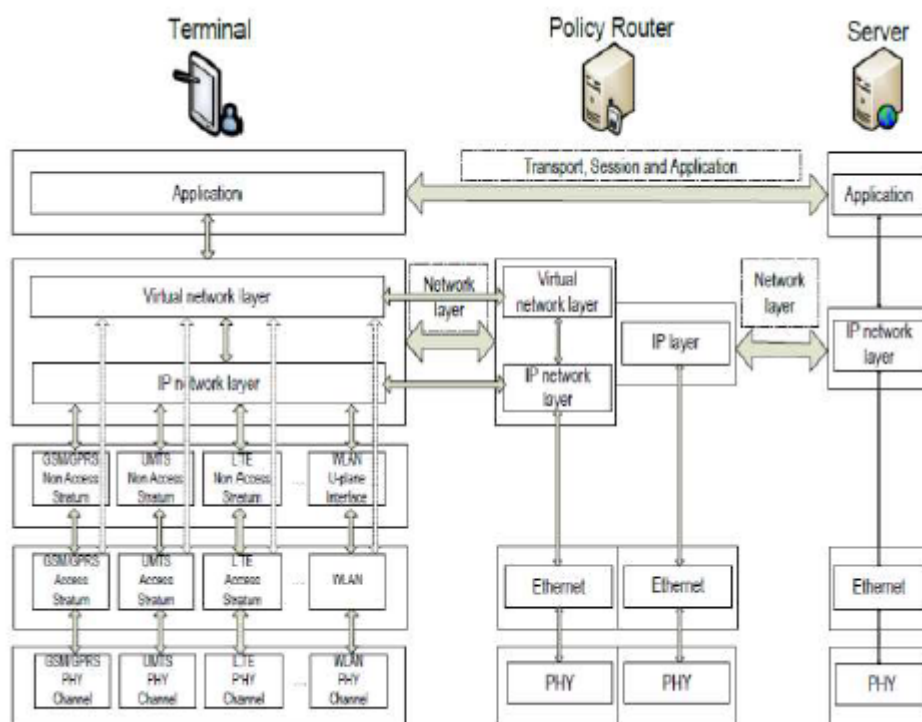 Terminal
Policy Router
Server
Transport, Session and Application
Application
Application
Virtual network layer
Network
layer
Virtual
network layer
Network
layer
IP layer
IP network
layer
IP network layer
IP network
layer
GSM/GPRS
Non Access
Stratum
UMTS
Non Access
Stratum
LTE
Non Access
Stratum
...
WLAN
U-plane
Interface
GSM/GPRS
Access
Stratum
UMTS
Access
Stratum
LTE
Access
Stratum
...
WLAN
Ethernet
Ethernet
Ethernet
GSM/GPRS
PHY
Channel
UMTS
PHY
Channel
LTE
PHY
Channel
...
WLAN
PHY
Channel
PHY
PHY
PHY